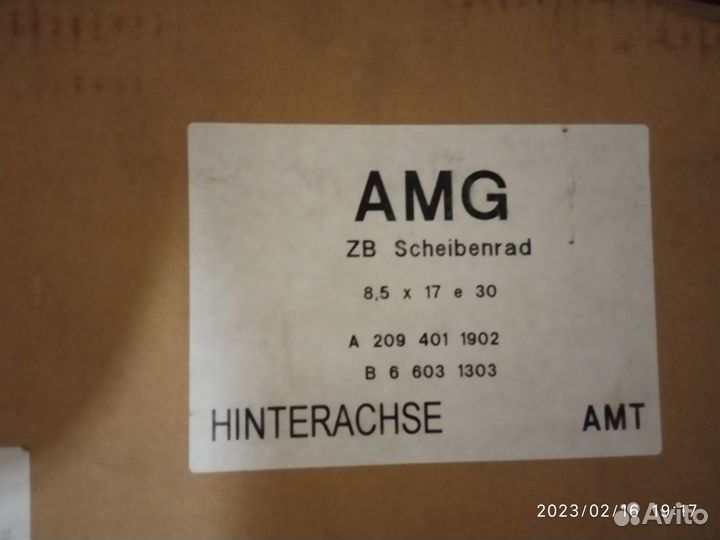 AMG
ZB Scheibenrad
8,5 x 17 e 30
A 209 401 1902
B 6 603 1303
HINTERACHSE AMT
2023/02/16 19:17
Avito